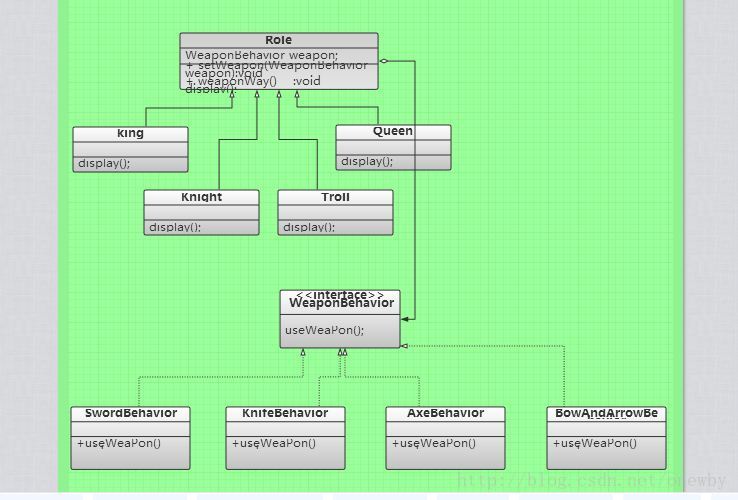 Role
WeaponBehavior weapon;
+ setWeapon(WeaponBehavior
weapon):void
+ weaponWay() :void
display();
King
display();
Queen
display();
Knight
display();
Troll
display();
<<interface>>
WeaponBehavior
useWeaPon();
SwordBehavior
+useWeaPon()
KnifeBehavior
+useWeaPon()
AxeBehavior
+useWeaPon()
BowAndArrowBe
+useWeaPon()
http://blog.csdn.net/onewby